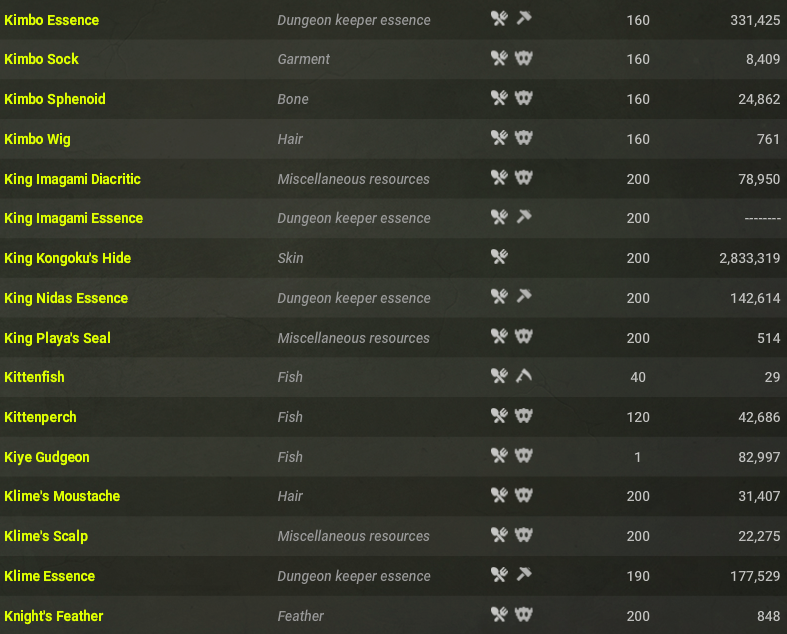 Kimbo Essence Dungeon keeper essence 160 331,425
Kimbo Sock Garment 160 8,409
Kimbo Sphenoid Bone 160 24,862
Kimbo Wig Hair 160 761
King Imagami Diacritic Miscellaneous resources 200 78,950
King Imagami Essence Dungeon keeper essence 200 --------
King Kongoku's Hide Skin 200 2,833,319
King Nidas Essence Dungeon keeper essence 200 142,614
King Playa's Seal Miscellaneous resources 200 514
Kittenfish Fish 40 29
Kittenperch Fish 120 42,686
Kiye Gudgeon Fish 1 82,997
Klime's Moustache Hair 200 31,407
Klime's Scalp Miscellaneous resources 200 22,275
Klime Essence Dungeon keeper essence 190 177,529
Knight's Feather Feather 200 848